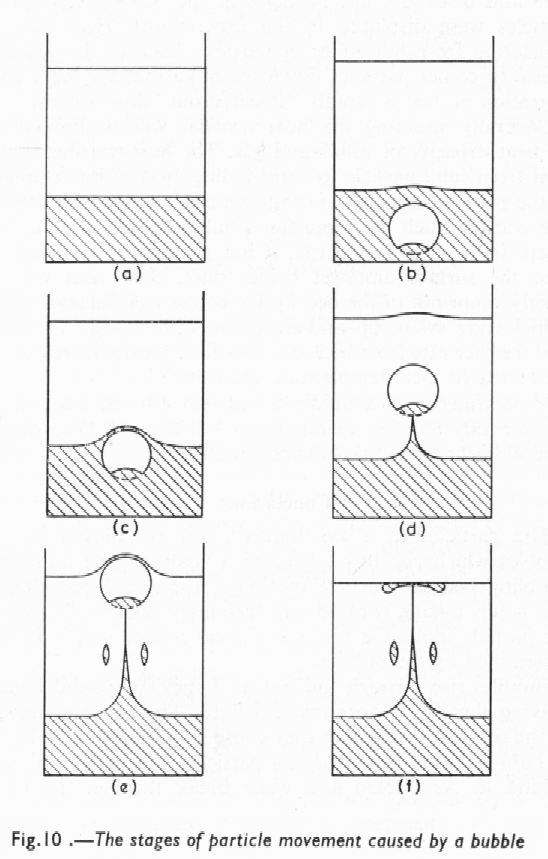 (a)
(b)
(c)
(d)
(e)
(f)
Fig.10 .—The stages of particle movement caused by a bubble